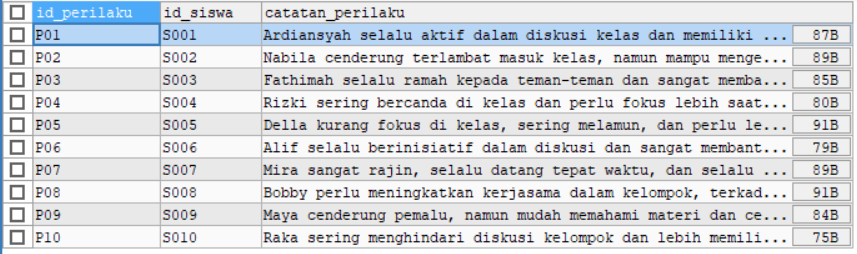 id_perilaku id_siswa catatan_perilaku
P01 S001 Ardiansyah selalu aktif dalam diskusi kelas dan memiliki ... 87B
P02 S002 Nabila cenderung terlambat masuk kelas, namun mampu menge... 89B
P03 S003 Fathimah selalu ramah kepada teman-teman dan sangat memba... 85B
P04 S004 Rizki sering bercanda di kelas dan perlu fokus lebih saat... 80B
P05 S005 Della kurang fokus di kelas, sering melamun, dan perlu le... 91B
P06 S006 Alif selalu berinisiatif dalam diskusi dan sangat membant... 79B
P07 S007 Mira sangat rajin, selalu datang tepat waktu, dan selalu ... 89B
P08 S008 Bobby perlu meningkatkan kerjasama dalam kelompok, terkad... 91B
P09 S009 Maya cenderung pemalu, namun mudah memahami materi dan ce... 84B
P10 S010 Raka sering menghindari diskusi kelompok dan lebih memili... 75B